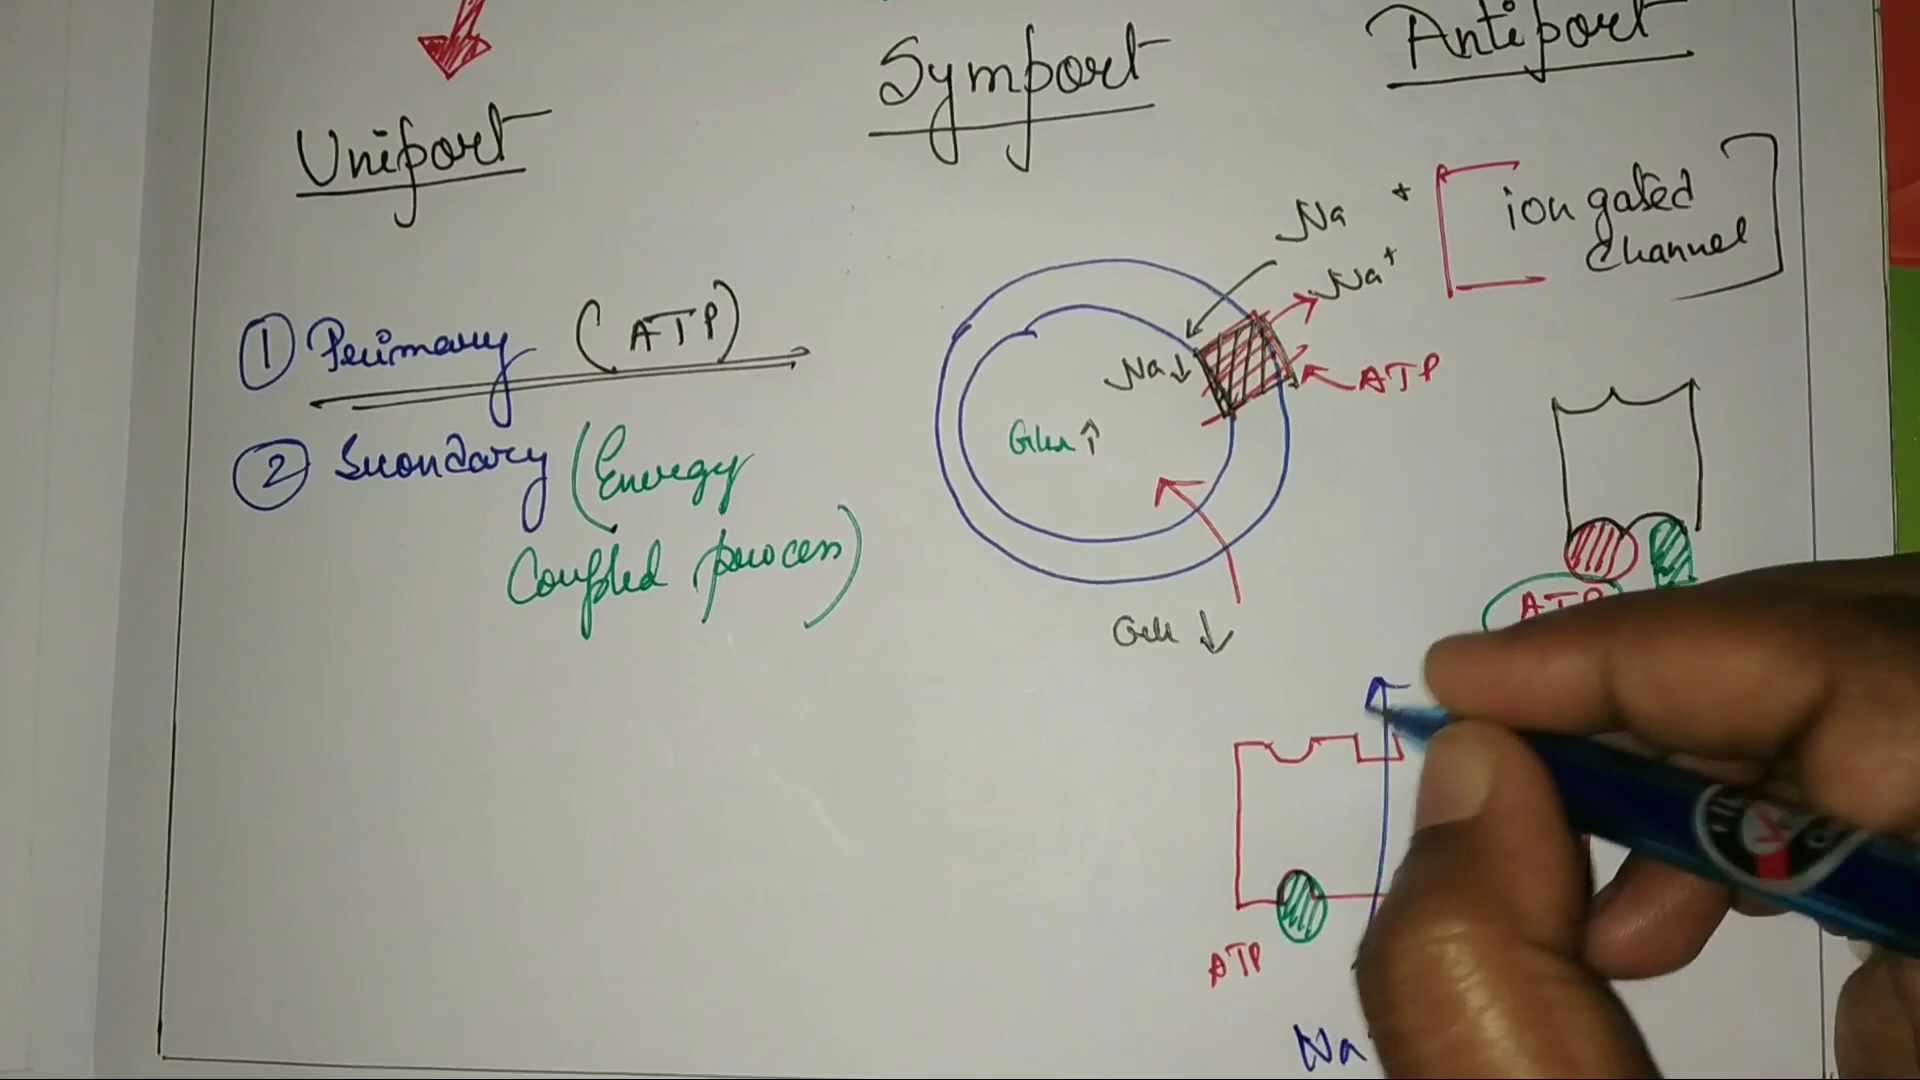 Uniport
Symport
Antiport
① Primary (ATP)
② Secondary (Energy
Coupled process)
Na +
Na+
ion gated
channel
Na↓
ATP
Glu ↑
Glu ↓
ATP
ATP
Na